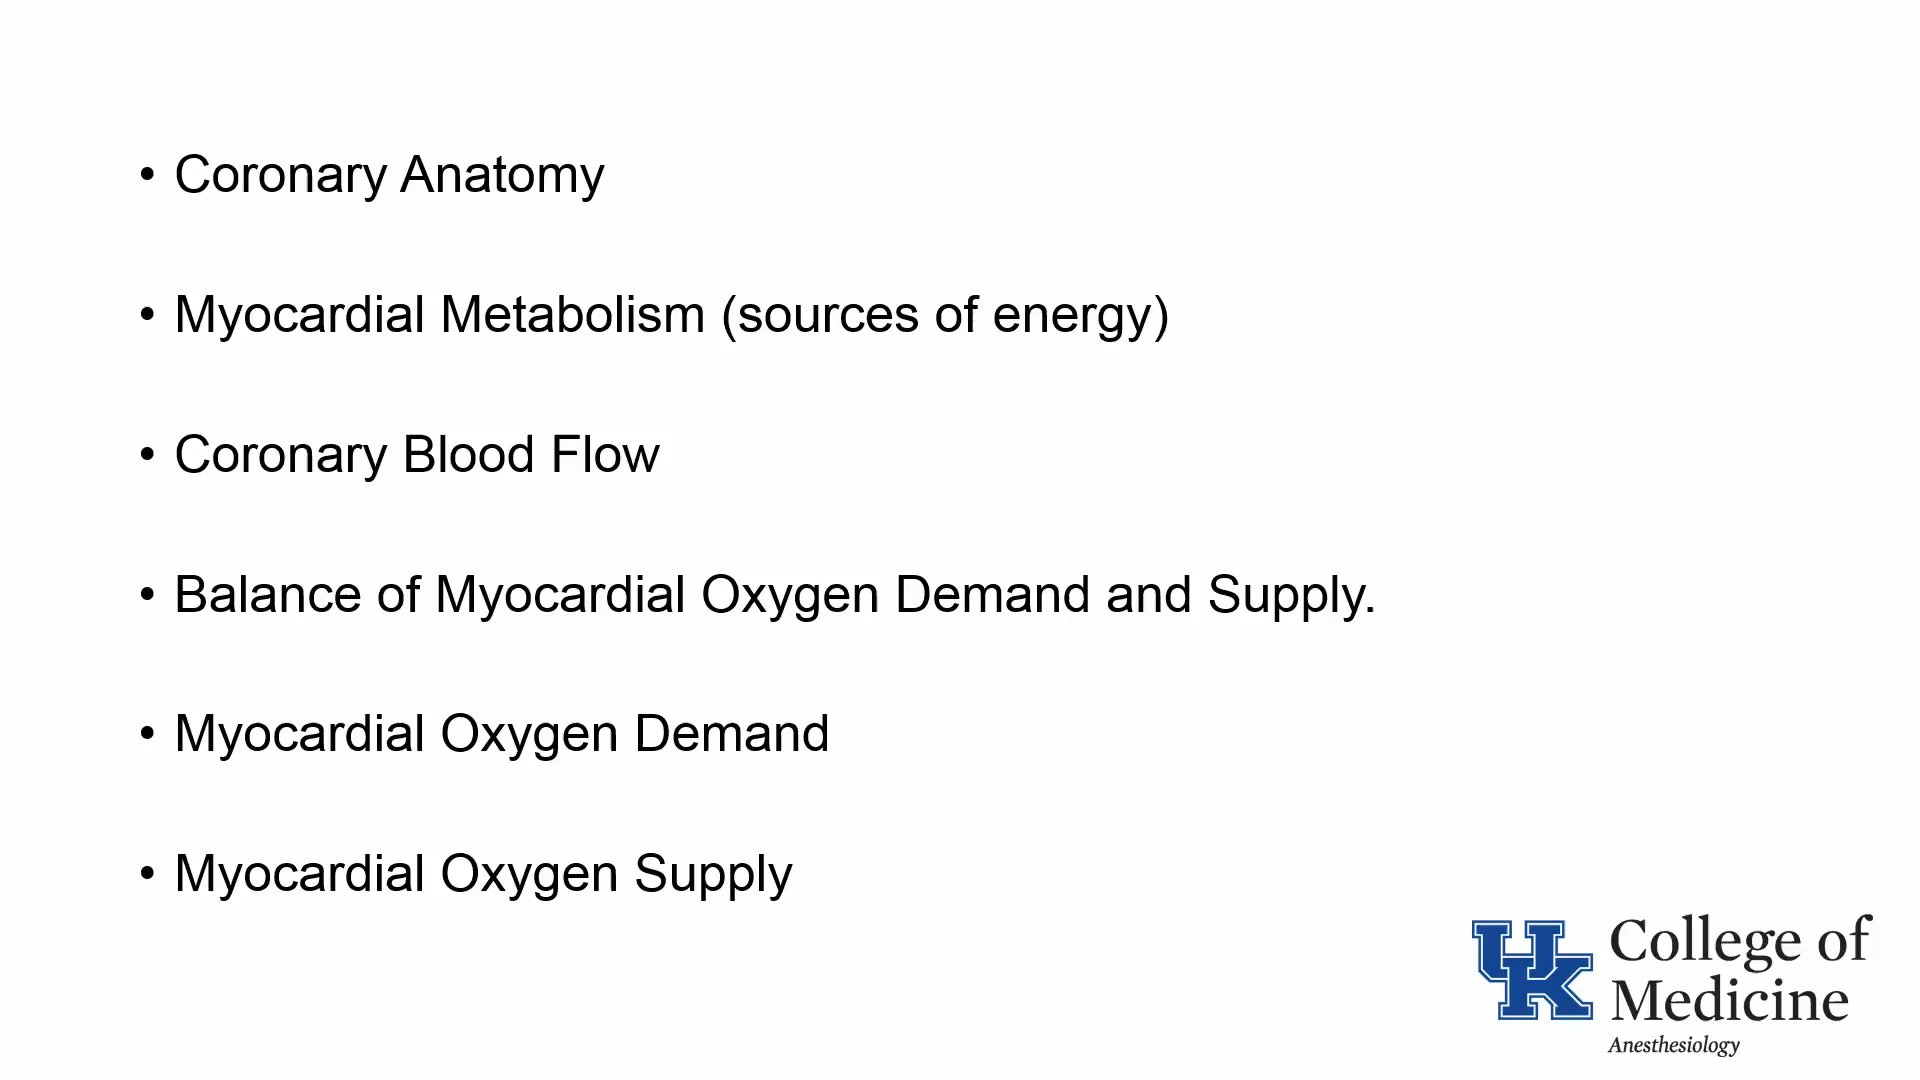 • Coronary Anatomy
• Myocardial Metabolism (sources of energy)
• Coronary Blood Flow
• Balance of Myocardial Oxygen Demand and Supply.
• Myocardial Oxygen Demand
• Myocardial Oxygen Supply
UK College of
Medicine
Anesthesiology